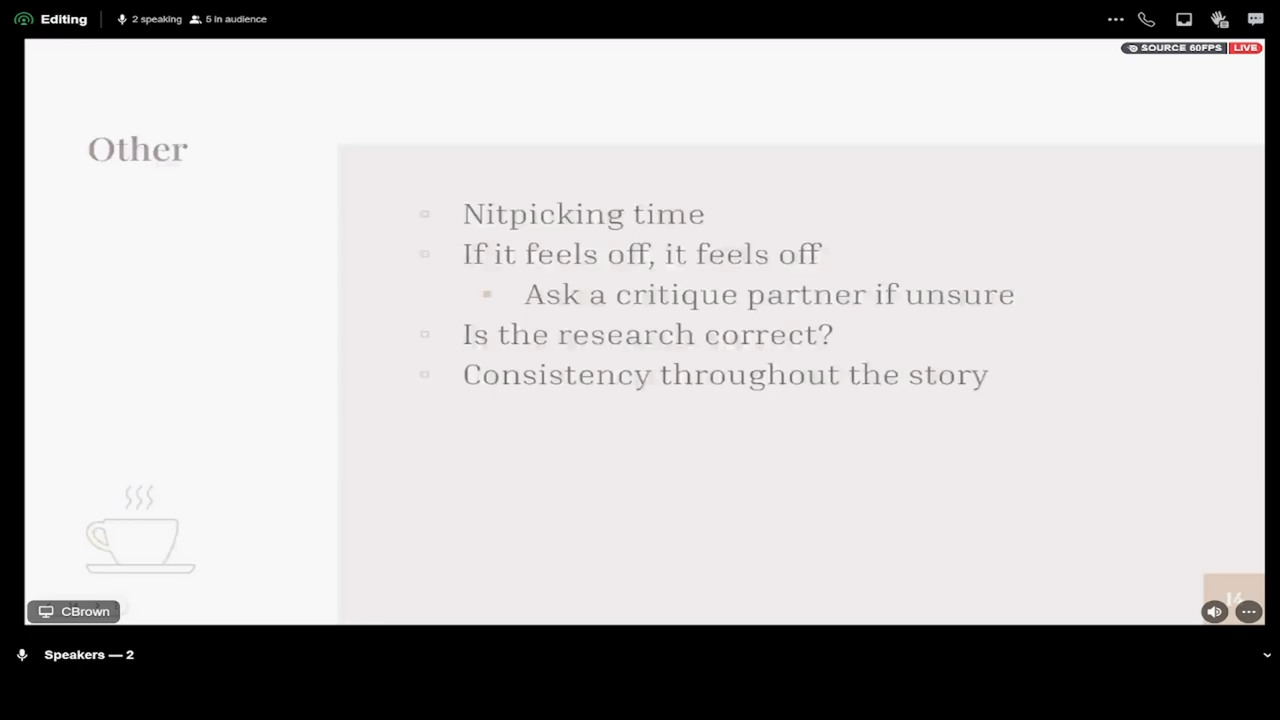 Editing
2 speaking
5 in audience
SOURCE 60FPS
LIVE
Other
Nitpicking time
If it feels off, it feels off
Ask a critique partner if unsure
Is the research correct?
Consistency throughout the story
CBrown
Speakers — 2